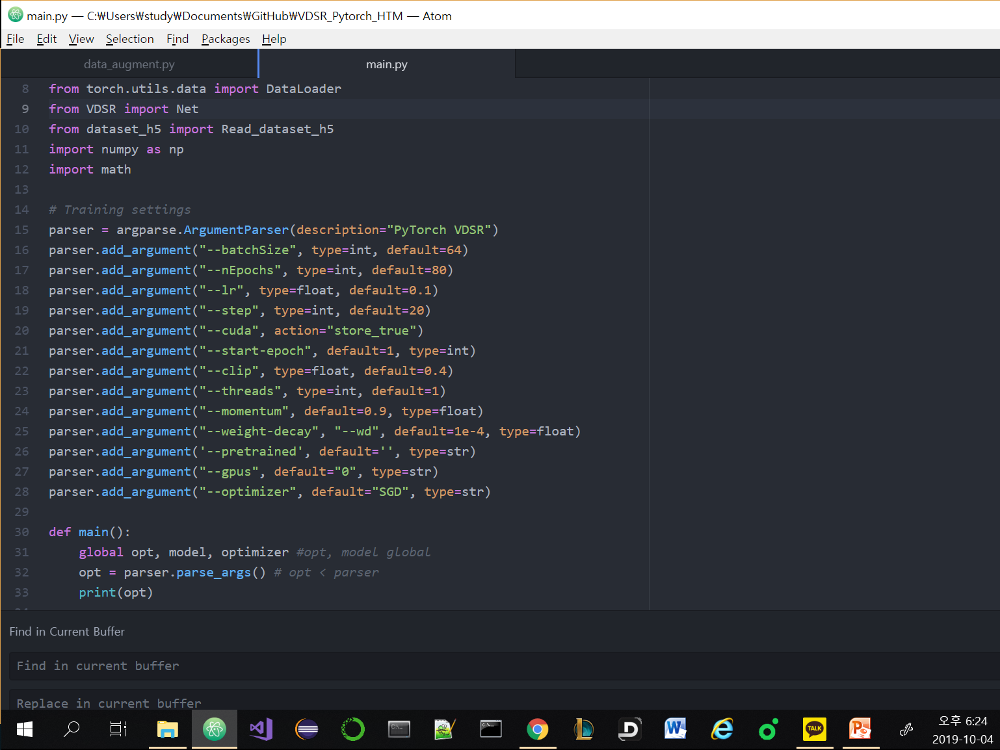 main.py — C:₩Users₩study₩Documents₩GitHub₩VDSR_Pytorch_HTM — Atom
File Edit View Selection Find Packages Help
data_augment.py main.py
8 from torch.utils.data import DataLoader
9 from VDSR import Net
10 from dataset_h5 import Read_dataset_h5
11 import numpy as np
12 import math
13
14 # Training settings
15 parser = argparse.ArgumentParser(description="PyTorch VDSR")
16 parser.add_argument("--batchSize", type=int, default=64)
17 parser.add_argument("--nEpochs", type=int, default=80)
18 parser.add_argument("--lr", type=float, default=0.1)
19 parser.add_argument("--step", type=int, default=20)
20 parser.add_argument("--cuda", action="store_true")
21 parser.add_argument("--start-epoch", default=1, type=int)
22 parser.add_argument("--clip", type=float, default=0.4)
23 parser.add_argument("--threads", type=int, default=1)
24 parser.add_argument("--momentum", default=0.9, type=float)
25 parser.add_argument("--weight-decay", "--wd", default=1e-4, type=float)
26 parser.add_argument('--pretrained', default='', type=str)
27 parser.add_argument("--gpus", default="0", type=str)
28 parser.add_argument("--optimizer", default="SGD", type=str)
29
30 def main():
31     global opt, model, optimizer #opt, model global
32     opt = parser.parse_args() # opt < parser
33     print(opt)
Find in Current Buffer
Find in current buffer
Replace in current buffer
TALK
오후 6:24
2019-10-04